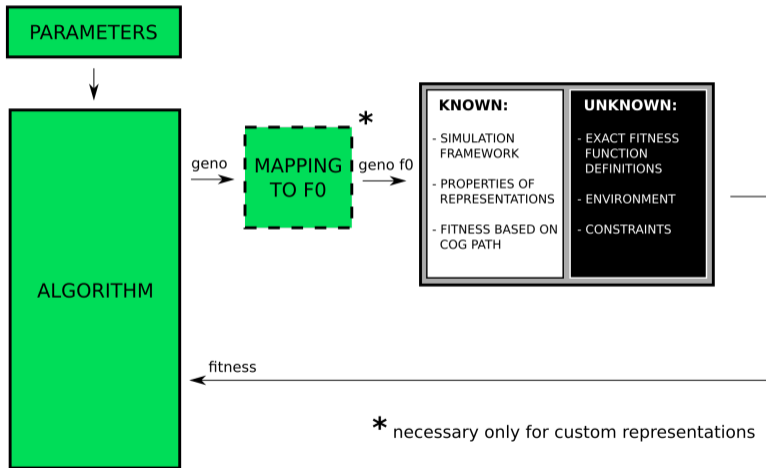 PARAMETERS
ALGORITHM
geno
*
MAPPING
TO F0
geno f0
KNOWN:
- SIMULATION
FRAMEWORK
- PROPERTIES OF
REPRESENTATIONS
- FITNESS BASED ON
COG PATH
UNKNOWN:
- EXACT FITNESS
FUNCTION
DEFINITIONS
- ENVIRONMENT
- CONSTRAINTS
fitness
* necessary only for custom representations